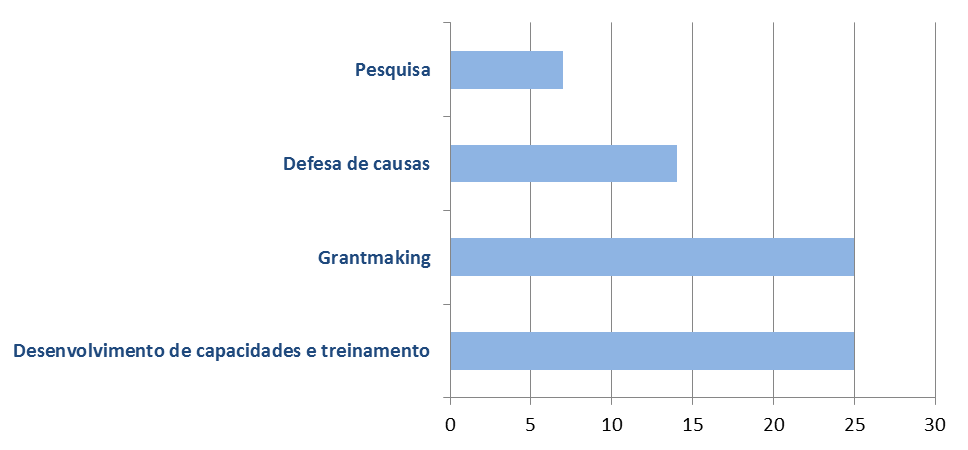 Pesquisa
Defesa de causas
Grantmaking
Desenvolvimento de capacidades e treinamento
0 5 10 15 20 25 30